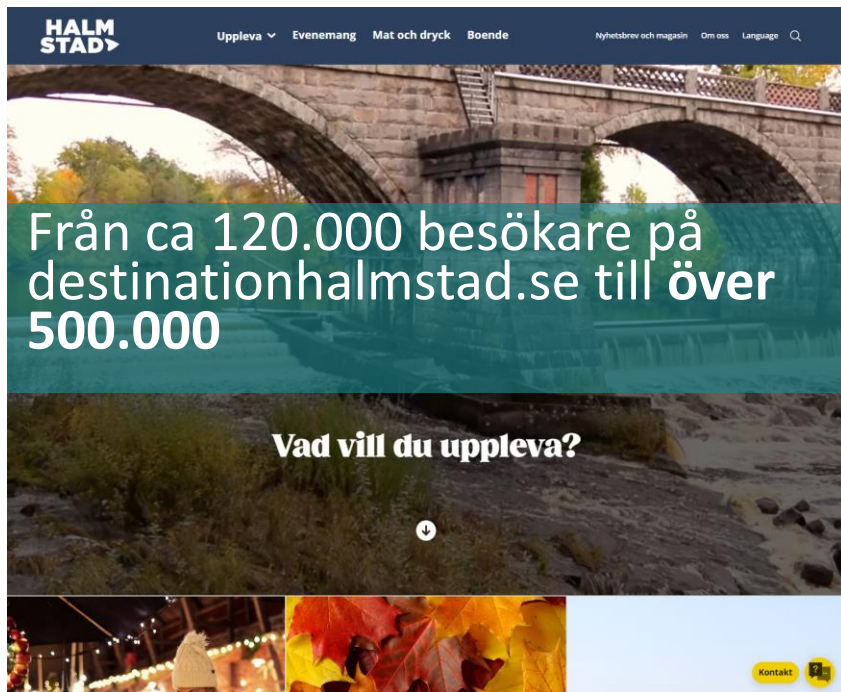 HALM
STAD
Uppleva Evenemang Mat och dryck Boende Nyhetsbrev och magasin Om oss Language
Från ca 120.000 besökare på
destinationhalmstad.se till över
500.000
Vad vill du uppleva?
Kontakt
?